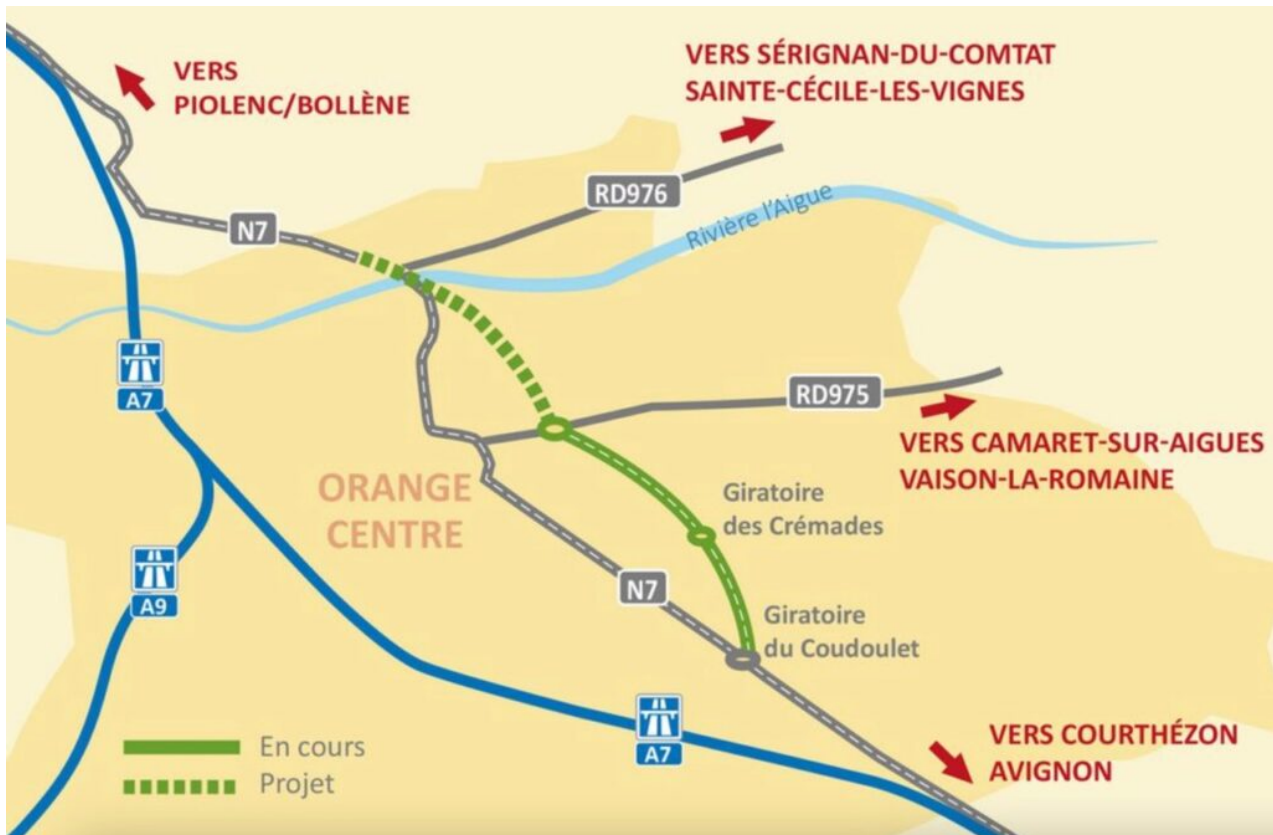 VERS
PIOLENC/BOLLÈNE
VERS SÉRIGNAN-DU-COMTAT
SAINTE-CÉCILE-LES-VIGNES
RD976
N7
Rivière l'Aigue
A7
RD975
VERS CAMARET-SUR-AIGUES
VAISON-LA-ROMAINE
ORANGE
CENTRE
Giratoire
des Crémades
A9
N7
Giratoire
du Coudoulet
A7
VERS COURTHÉZON
AVIGNON
En cours
Projet